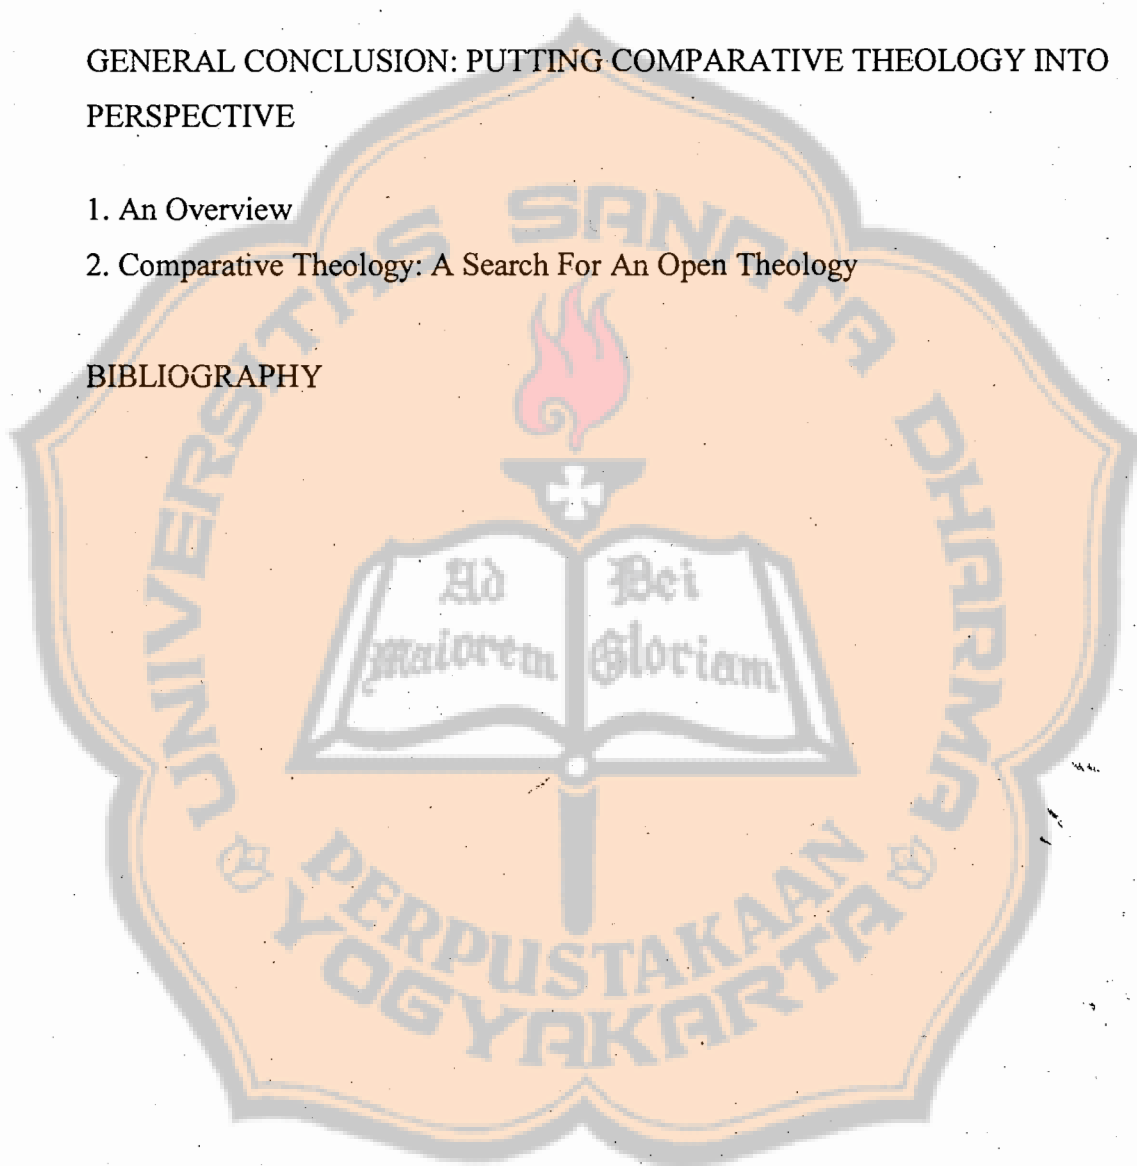 GENERAL CONCLUSION: PUTTING COMPARATIVE THEOLOGY INTO
PERSPECTIVE
1. An Overview
2. Comparative Theology: A Search For An Open Theology
BIBLIOGRAPHY
UNIVERSITAS SANATA DHARMA
Ad Dei
Maiorem Gloriam
PERPUSTAKAAN
YOGYAKARTA